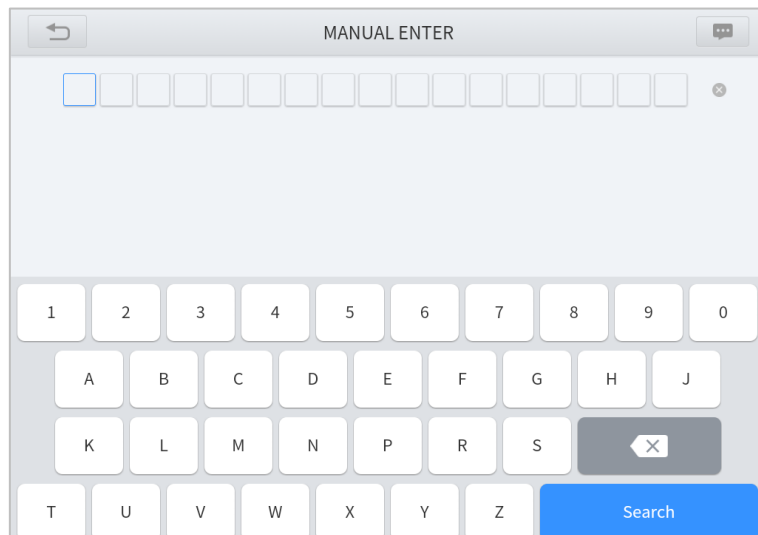 MANUAL ENTER
1 2 3 4 5 6 7 8 9 0
A B C D E F G H J
K L M N P R S
T U V W X Y Z Search